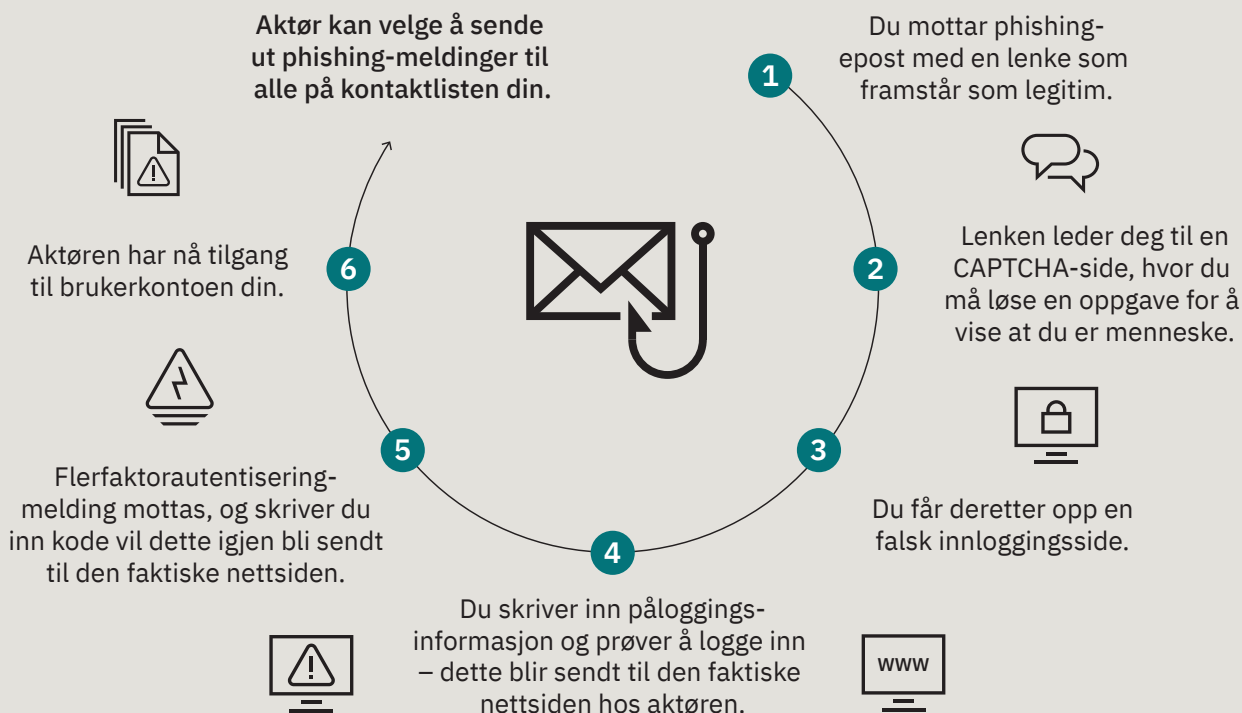 Aktør kan velge å sende
ut phishing-meldinger til
alle på kontaktlisten din.
1
Du mottar phishing-
epost med en lenke som
framstår som legitim.
2
Lenken leder deg til en
CAPTCHA-side, hvor du
må løse en oppgave for å
vise at du er menneske.
3
Du får deretter opp en
falsk innloggingsside.
4
Du skriver inn påloggings-
informasjon og prøver å logge inn
– dette blir sendt til den faktiske
nettsiden hos aktøren.
www
5
Flerfaktorautentisering-
melding mottas, og skriver du
inn kode vil dette igjen bli sendt
til den faktiske nettsiden.
6
Aktøren har nå tilgang
til brukerkontoen din.